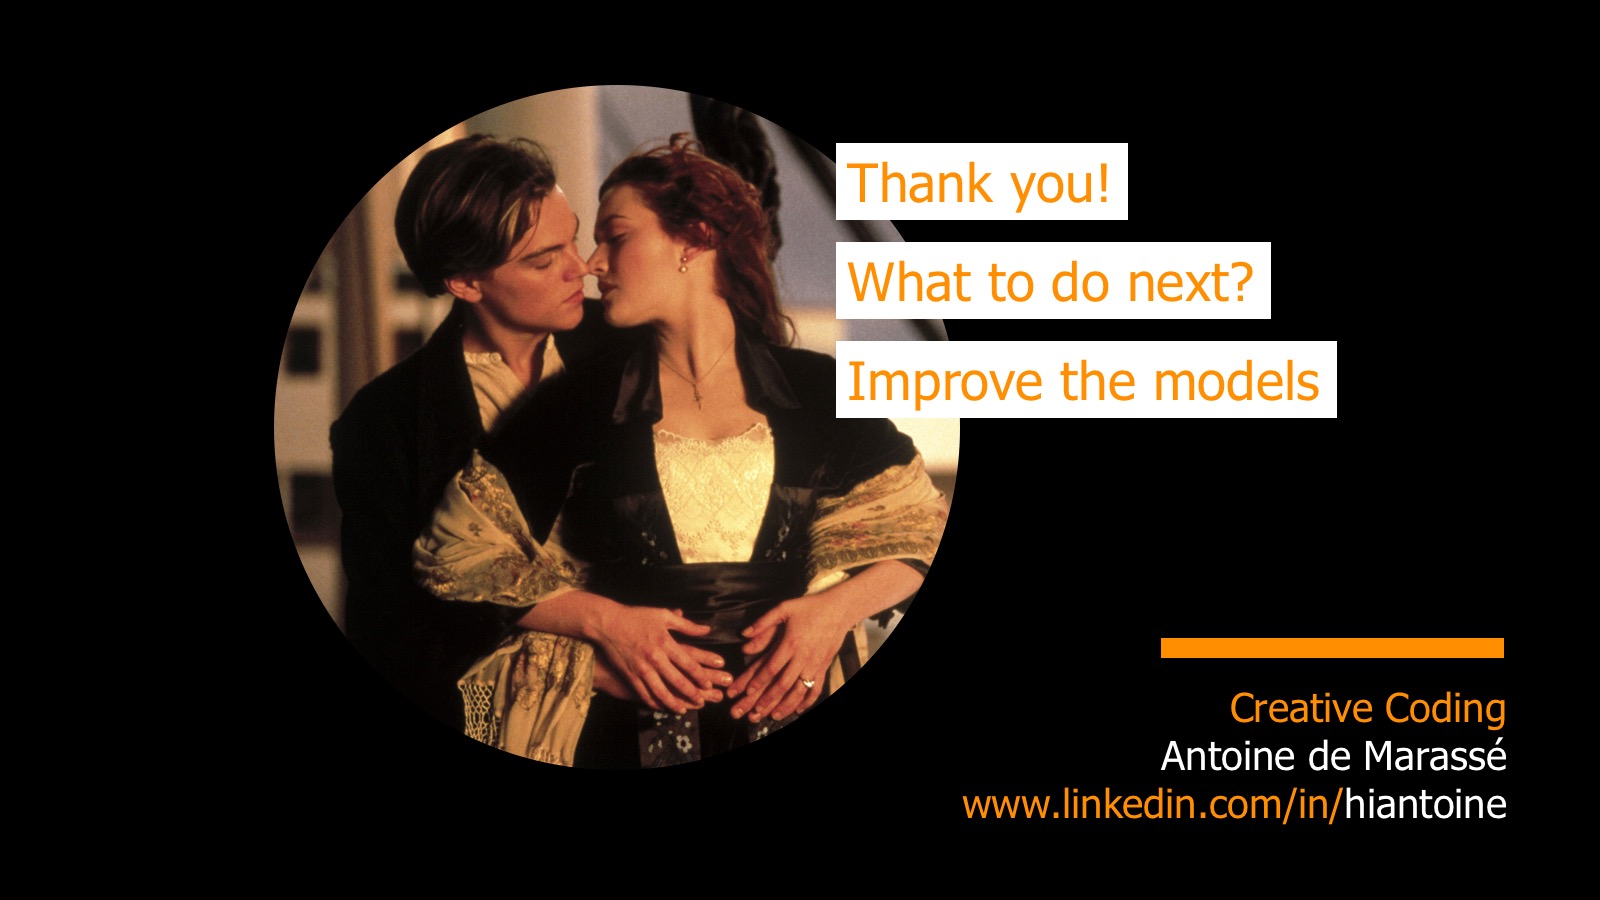 Thank you!
What to do next?
Improve the models
Creative Coding
Antoine de Marassé
www.linkedin.com/in/hiantoine